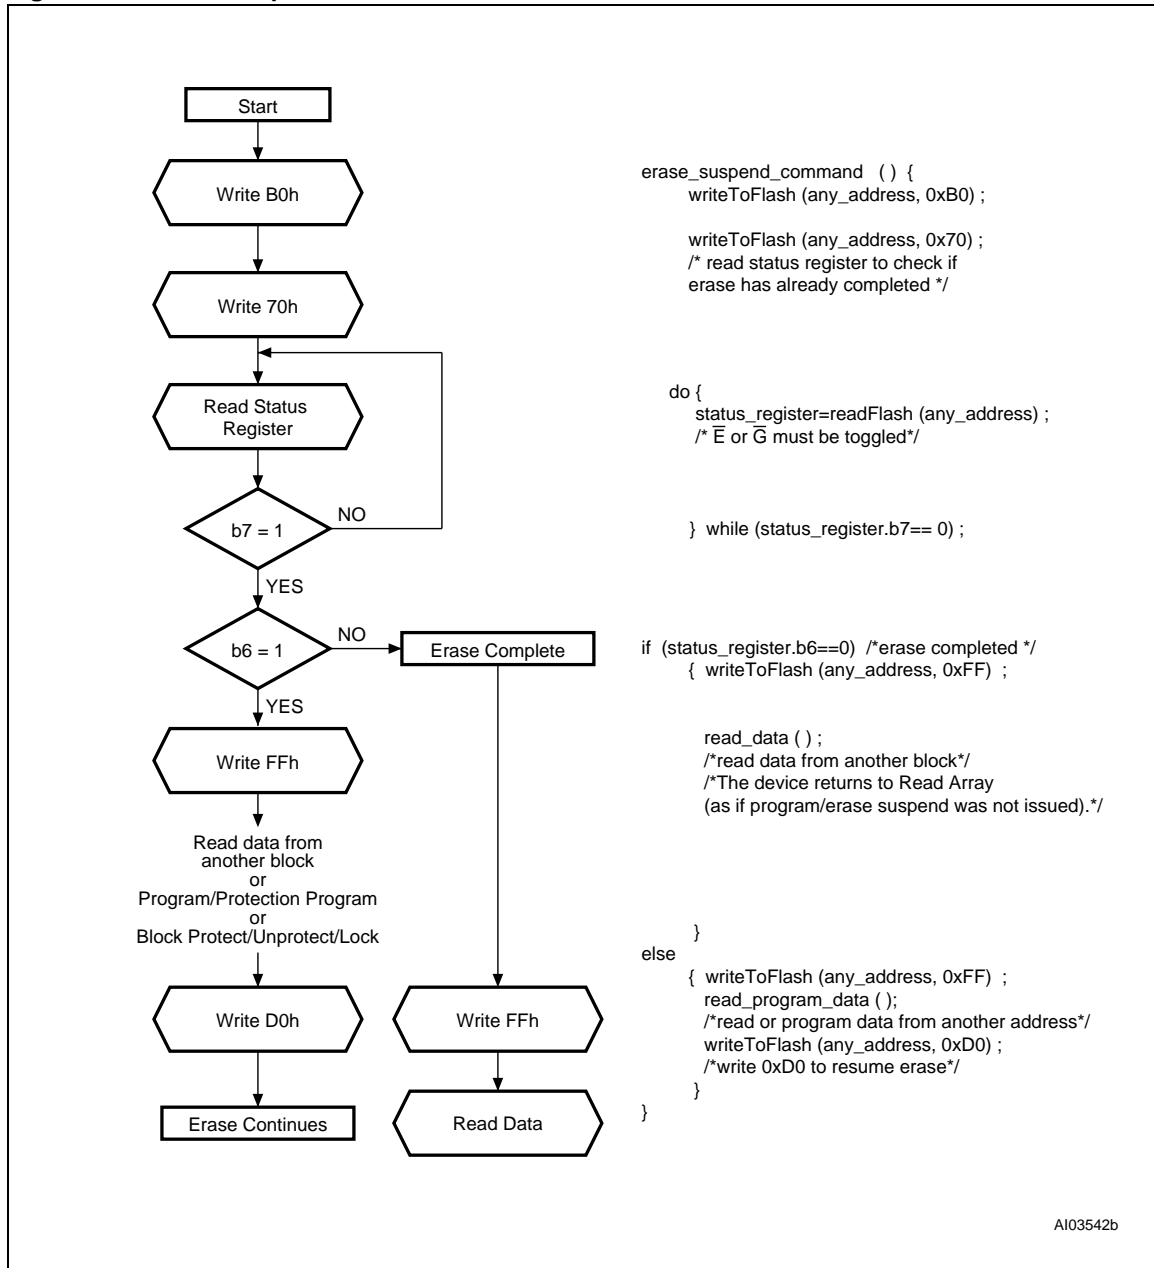 Start
Write B0h
Write 70h
Read Status
Register
b7 = 1
NO
YES
b6 = 1
NO
Erase Complete
YES
Write FFh
Read data from
another block
or
Program/Protection Program
or
Block Protect/Unprotect/Lock
Write D0h
Write FFh
Erase Continues
Read Data
erase_suspend_command ( ) {
writeToFlash (any_address, 0xB0) ;
writeToFlash (any_address, 0x70) ;
/* read status register to check if
erase has already completed */
do {
status_register=readFlash (any_address) ;
/* E̅ or G̅ must be toggled*/
} while (status_register.b7== 0) ;
if (status_register.b6==0) /*erase completed */
{ writeToFlash (any_address, 0xFF) ;
read_data ( ) ;
/*read data from another block*/
/*The device returns to Read Array
(as if program/erase suspend was not issued).*/
}
else
{ writeToFlash (any_address, 0xFF) ;
read_program_data ( );
/*read or program data from another address*/
writeToFlash (any_address, 0xD0) ;
/*write 0xD0 to resume erase*/
}
}
AI03542b